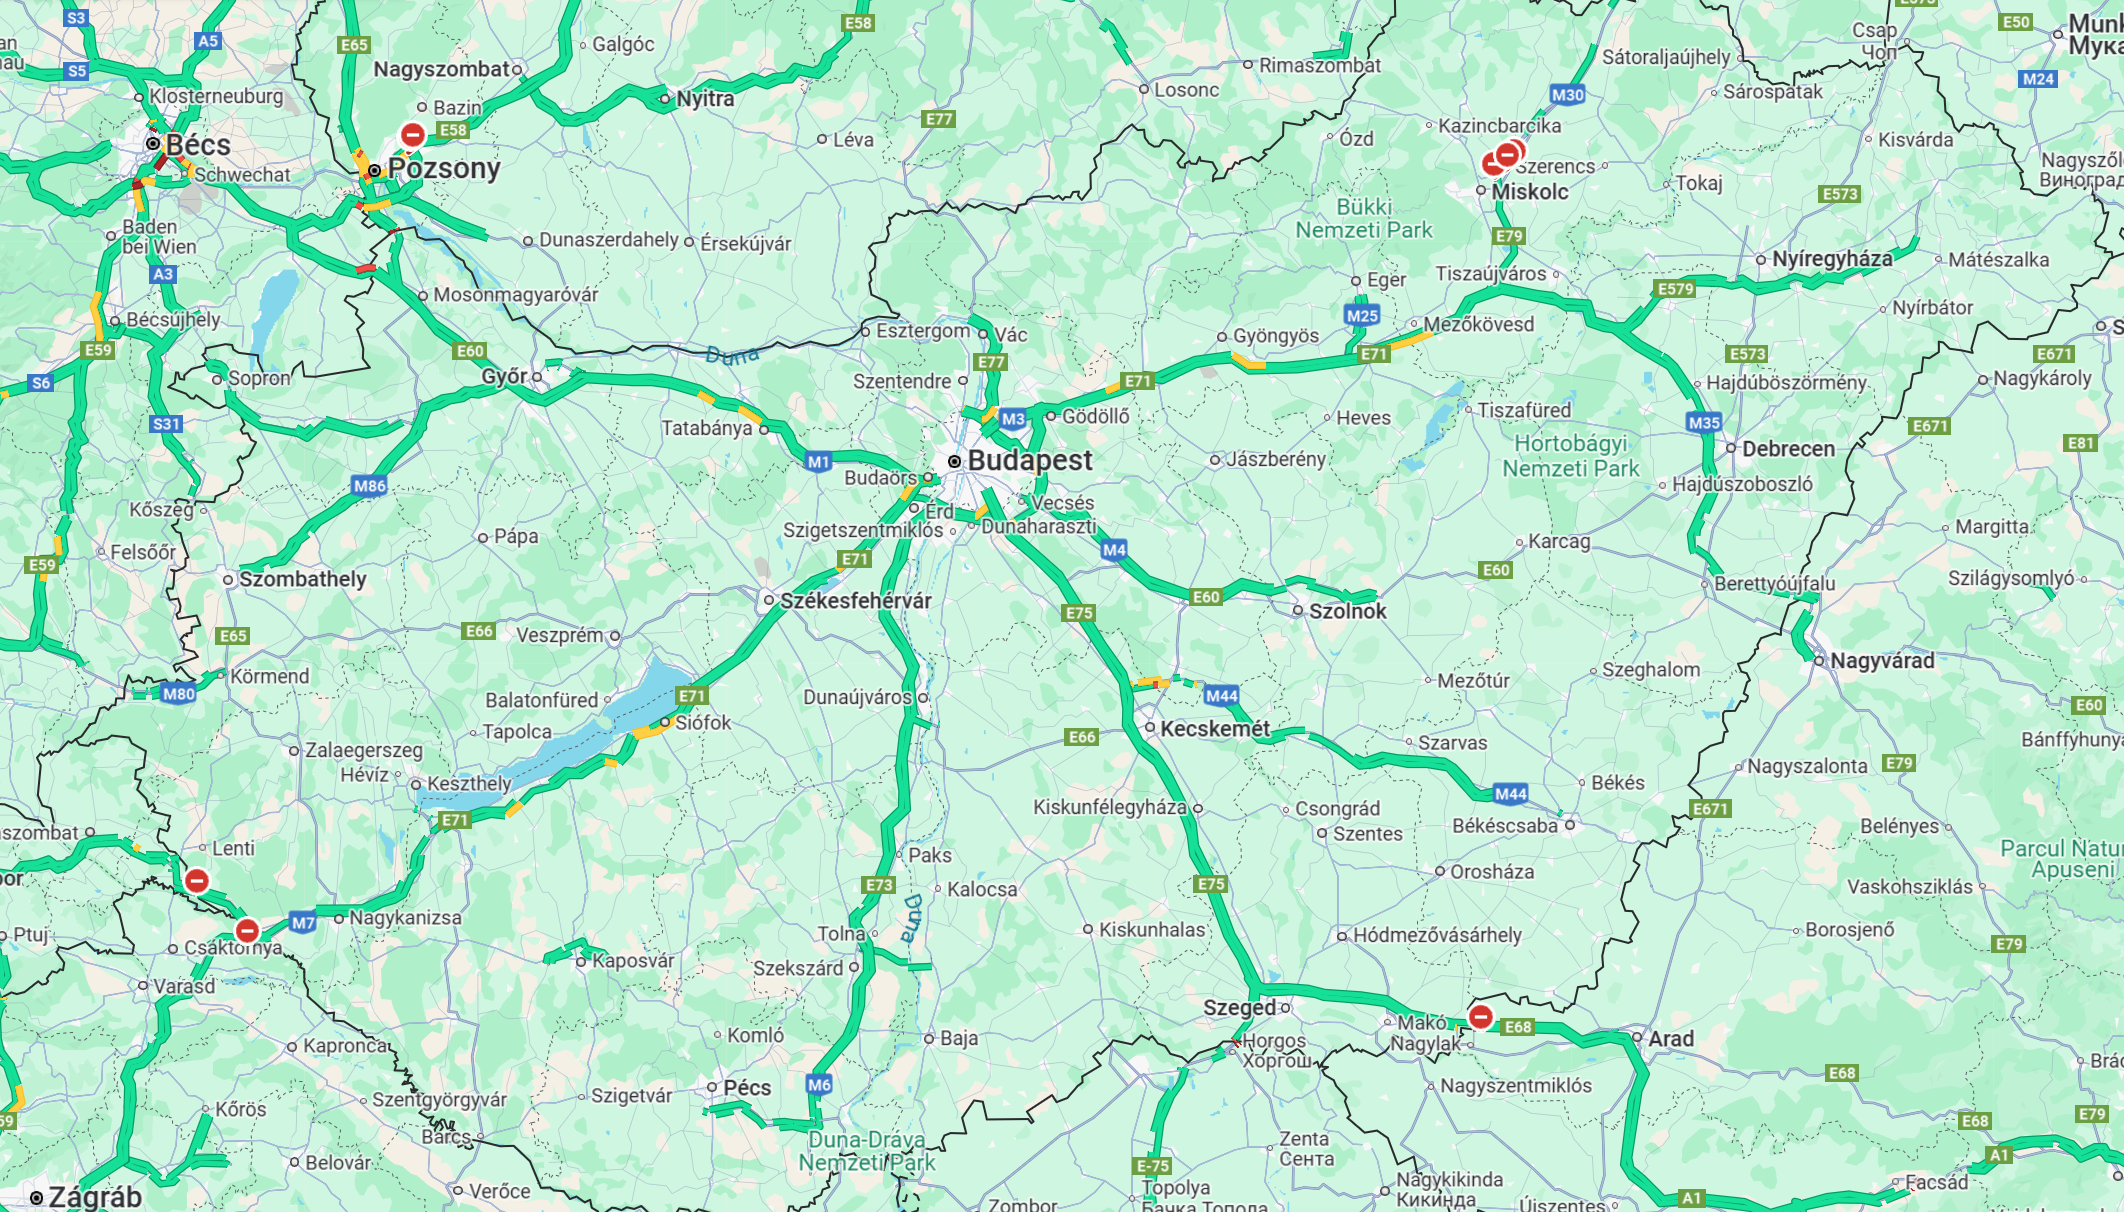 S3
A5
E65
Galgóc
E58
E50
Csap
Чоп
Nagyszombat
S5
Rimaszombat
Sátoraljaújhely
M24
Klosterneuburg
Bazin
Nyitra
Losonc
M30
Sárospatak
E77
E58
Kazincbarcika
Bécs
Léva
Ózd
Kisvárda
Pozsony
Schwechat
Szerencs
Tokaj
Miskolc
E573
Bükki
Nemzeti Park
Baden
bei Wien
Dunaszerdahely
Érsekújvár
E79
A3
Eger
Tiszaújváros
Nyíregyháza
Mátészalka
Mosonmagyaróvár
E579
Bécsújhely
M25
Nyírbátor
Esztergom
Vác
Gyöngyös
Mezőkövesd
E59
E60
Duna
E77
E71
E573
E671
S6
Sopron
Győr
Szentendre
E71
Hajdúböszörmény
Nagykároly
S31
Tatabánya
M3
Gödöllő
Heves
Tiszafüred
M35
E671
Hortobágyi
Nemzeti Park
E81
M1
Budapest
Jászberény
Debrecen
M86
Budaörs
Hajdúszoboszló
Kőszeg
Érd
Vecsés
Szigetszentmiklós
Dunaharaszti
Margitta
Pápa
Felsőőr
E71
M4
Karcag
E59
Szombathely
E60
Szilágysomlyó
Székesfehérvár
E60
Berettyóújfalu
E75
Szolnok
E65
E66
Veszprém
Nagyvárad
Körmend
Szeghalom
M80
Balatonfüred
E71
Dunaújváros
M44
Mezőtúr
E60
Tapolca
Siófok
Kecskemét
E66
Szarvas
Zalaegerszeg
Hévíz
Nagyszalonta
E79
Keszthely
Békés
M44
Kiskunfélegyháza
Csongrád
E671
E71
Szentes
Békéscsaba
Belényes
Lenti
Paks
Orosháza
E73
Kalocsa
E75
Vaskohsziklás
M7
Nagykanizsa
Duna
Ptuj
Csáktornya
Tolna
Kiskunhalas
Hódmezővásárhely
Borosjenő
E79
Kaposvár
Szekszárd
Varasd
Szeged
Makó
E68
Nagylak
Arad
Komló
Baja
Horgos
Хоргош
Kapronca
E68
Pécs
M6
Nagyszentmiklós
Szentgyörgyvár
Szigetvár
Kőrös
Barcs
E79
E68
Duna-Dráva
Nemzeti Park
Zenta
Сента
Belovár
E-75
A1
Zágráb
Verőce
Topolya
Бачка Топола
Nagykikinda
Кикинда
Facsád
Zombor
Újszentes
A1